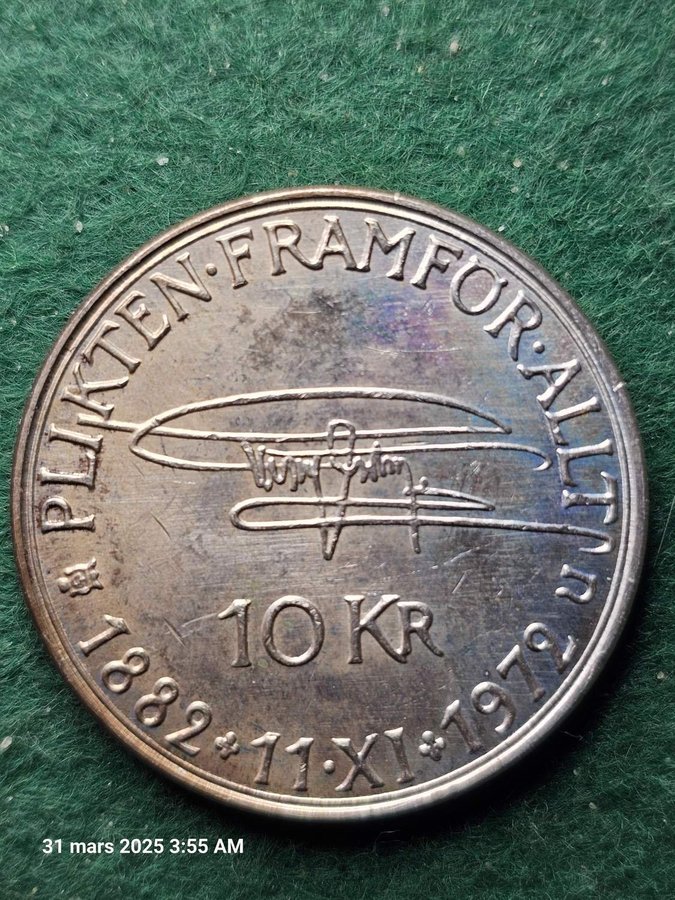 PLIKTEN·FRAMFÖR·ALLT
10 KR
U
1882 11·XI 1972
31 mars 2025 3:55 AM